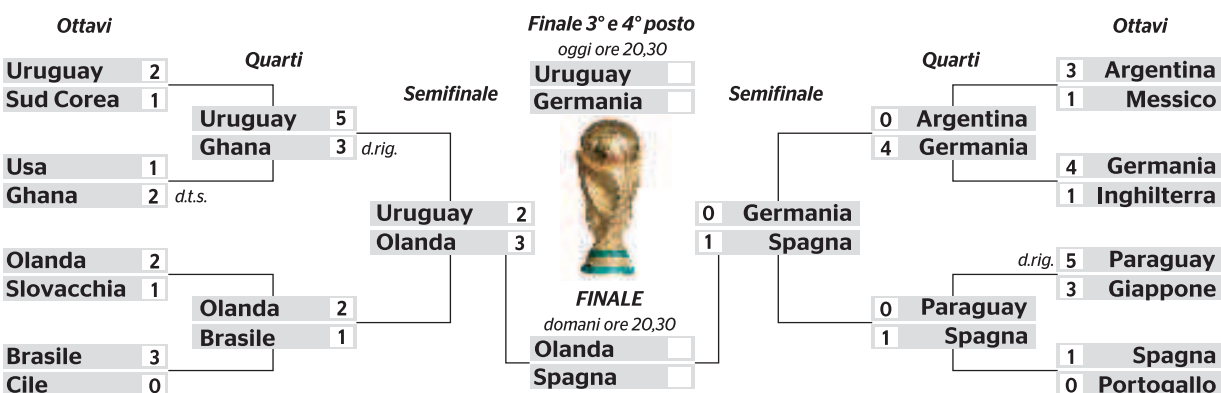 Ottavi
Uruguay 2
Sud Corea 1
Usa 1
Ghana 2 d.t.s.
Olanda 2
Slovacchia 1
Brasile 3
Cile 0
Quarti
Uruguay 5
Ghana 3 d.rig.
Olanda 2
Brasile 1
Semifinale
Uruguay 2
Olanda 3
Finale 3° e 4° posto
oggi ore 20,30
Uruguay
Germania
FINALE
domani ore 20,30
Olanda
Spagna
Semifinale
0 Germania
1 Spagna
Quarti
0 Argentina
4 Germania
0 Paraguay
1 Spagna
Ottavi
3 Argentina
1 Messico
4 Germania
1 Inghilterra
d.rig. 5 Paraguay
3 Giappone
1 Spagna
0 Portogallo